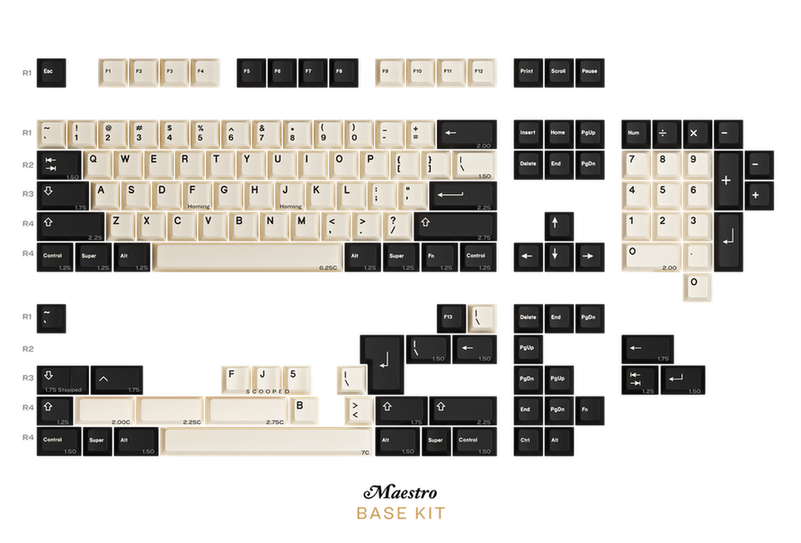 R1 Esc F1 F2 F3 F4 F5 F6 F7 F8 F9 F10 F11 F12 Print Scroll Pause
R1 ~ ` ! 1 @ 2 # 3 $ 4 % 5 ^ 6 & 7 * 8 ( 9 ) 0 _ - + = ← 2.00 Insert Home PgUp Num ÷ × −
R2 ⇤ ⇥ 1.50 Q W E R T Y U I O P { [ } ] | \ 1.50 Delete End PgDn 7 8 9 + −
R3 1.75 A S D F Homing G H J Homing K L : ; " ' 2.25 4 5 6 +
R4 ⇧ 2.25 Z X C V B N M < , > . ? / ⇧ 2.75 ↑ 1 2 3 ↵
R4 Control 1.25 Super 1.25 Alt 1.25 6.25C Alt 1.25 Super 1.25 Fn 1.25 Control 1.25 ← ↓ → 0 2.00 .
0
R1 ~ ` F13 | \ Delete End PgDn
R2 ↵ | \ 1.50 ← 1.50 PgUp ← 1.75
R3 1.75 Stepped ^ F J 5 SCOOPED | \ PgDn PgUp ⇤ ⇥ 1.25 ↵ 1.50
R4 ⇧ 1.25 2.00C 2.25C 2.75C B > < ⇧ 1.75 ⇧ 2.25 End PgDn Fn
R4 Control 1.50 Super Alt 1.50 7C Alt 1.50 Super Control 1.50 Ctrl Alt
Maestro
BASE KIT